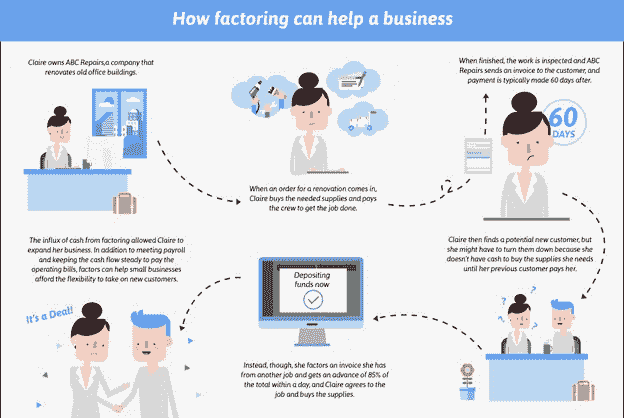 How factoring can help a business
Claire owns ABC Repairs,a company that
renovates old office buildings.
When an order for a renovation comes in,
Claire buys the needed supplies and pays
the crew to get the job done.
When finished, the work is inspected and ABC
Repairs sends an invoice to the customer, and
payment is typically made 60 days after.
60
DAYS
Claire then finds a potential new customer, but
she might have to turn them down because she
doesn't have cash to buy the supplies she needs
until her previous customer pays her.
? ? ? ?
Depositing
funds now
Instead, though, she factors an invoice she has
from another job and gets an advance of 85% of
the total within a day, and Claire agrees to the
job and buys the supplies.
The influx of cash from factoring allowed Claire to
expand her business. In addition to meeting payroll
and keeping the cash flow steady to pay the
operating bills, factors can help small businesses
afford the flexibility to take on new customers.
It's a Deal!